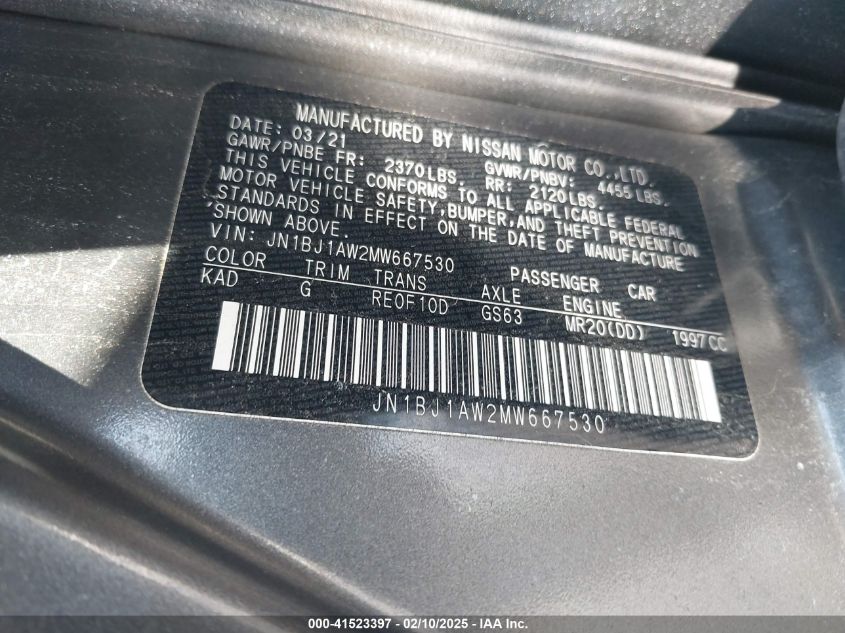 MANUFACTURED BY NISSAN MOTOR CO.,LTD.
DATE: 03/21 GVWR/PNBV: 4455 LBS.
GAWR/PNBE FR: 2370LBS. RR: 2120LBS.
THIS VEHICLE CONFORMS TO ALL APPLICABLE FEDERAL
MOTOR VEHICLE SAFETY,BUMPER,AND THEFT PREVENTION
STANDARDS IN EFFECT ON THE DATE OF MANUFACTURE
SHOWN ABOVE.
VIN: JN1BJ1AW2MW667530 PASSENGER CAR
COLOR TRIM TRANS AXLE ENGINE
KAD G RE0F10D GS63 MR20(DD) 1997CC
JN1BJ1AW2MW667530
000-41523397 - 02/10/2025 - IAA Inc.